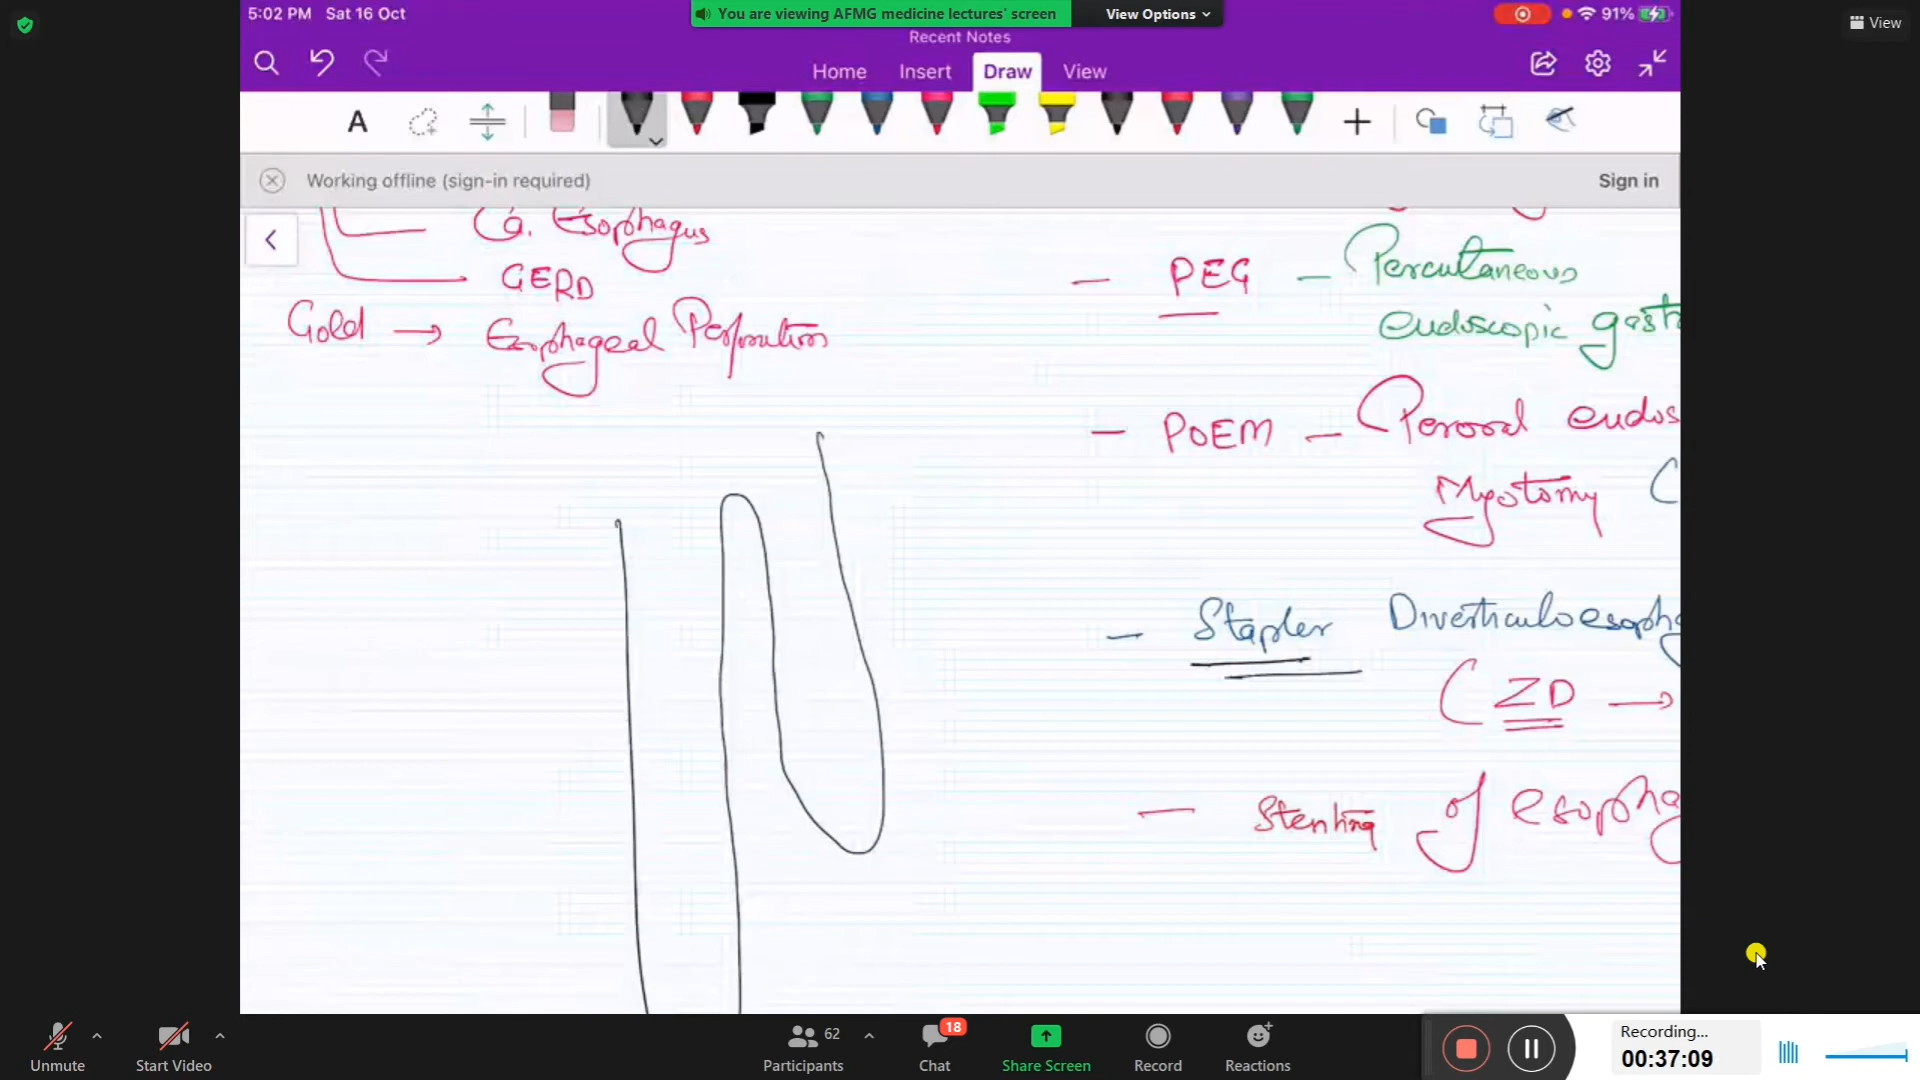 5:02 PM Sat 16 Oct
You are viewing AFMG medicine lectures' screen
View Options
91%
View
Recent Notes
Home
Insert
Draw
View
A
Working offline (sign-in required)
Sign in
Ca. Esophagus
GERD
Gold → Esophageal Perforation
— PEG — Percutaneous
endoscopic gast
— POEM — Peroral endos
Myotomy (
— Stapler Diverticuloesopha
( ZD →
— Stenting of esopha
Unmute
Start Video
62
Participants
18
Chat
Share Screen
Record
Reactions
Recording...
00:37:09